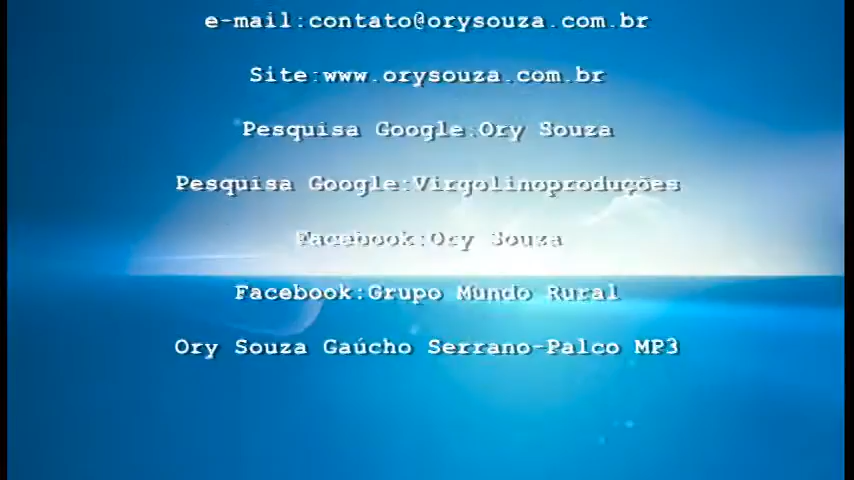 e-mail:contato@orysouza.com.br
Site:www.orysouza.com.br
Pesquisa Google:Ory Souza
Pesquisa Google:Virgolinoproduções
Facebook:Ory Souza
Facebook:Grupo Mundo Rural
Ory Souza Gaúcho Serrano-Palco MP3